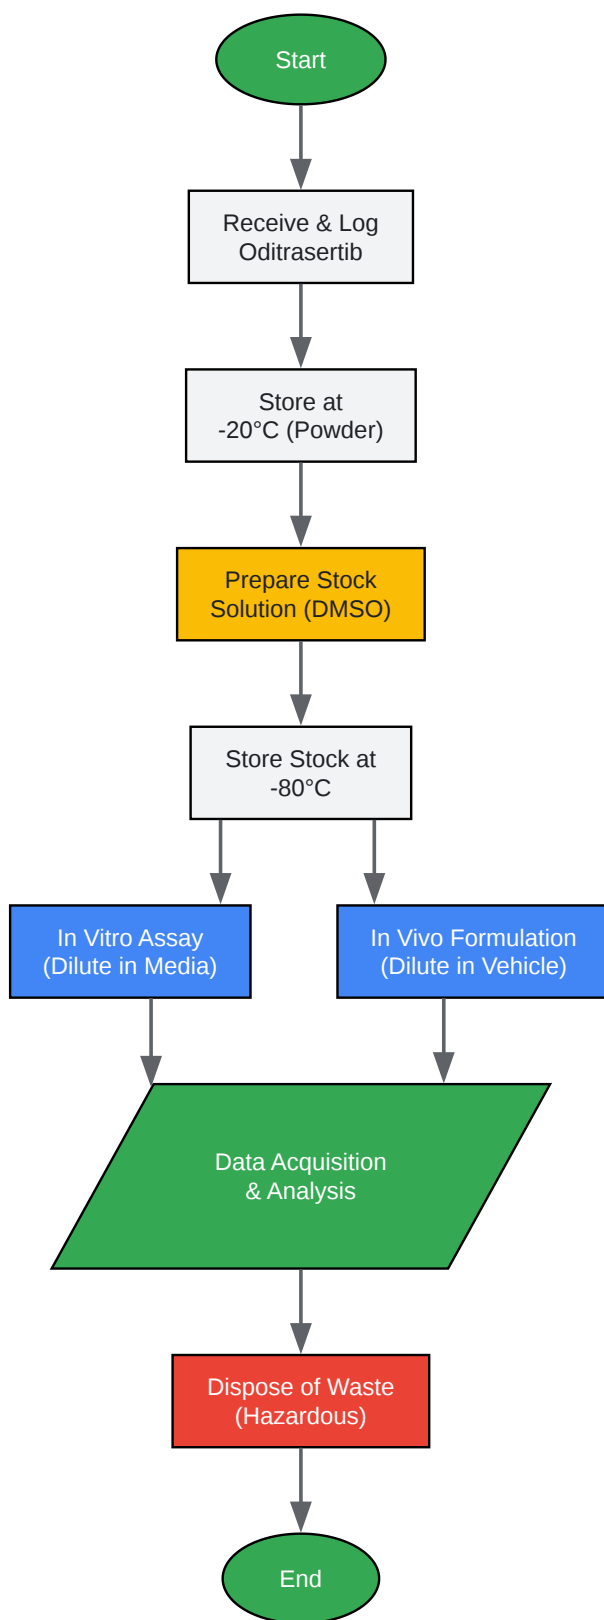 Start
Receive & Log
Oditrasertib
Store at
-20°C (Powder)
Prepare Stock
Solution (DMSO)
Store Stock at
-80°C
In Vitro Assay
(Dilute in Media)
In Vivo Formulation
(Dilute in Vehicle)
Data Acquisition
& Analysis
Dispose of Waste
(Hazardous)
End